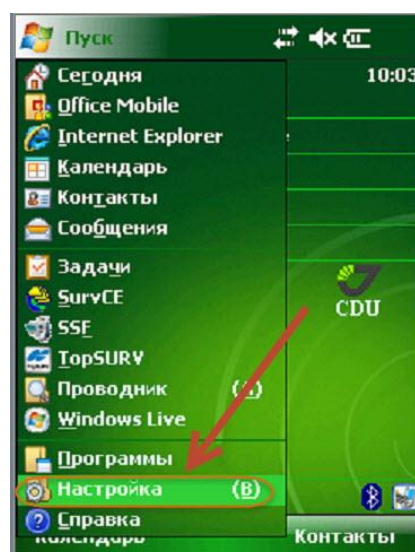 Пуск
10:03
Сегодня
Office Mobile
Internet Explorer
Календарь
Контакты
Сообщения
Задачи
SurvCE
CDU
SSF
TopSURV
Проводник
Windows Live
Программы
Настройка (B)
Справка
Календарь Контакты